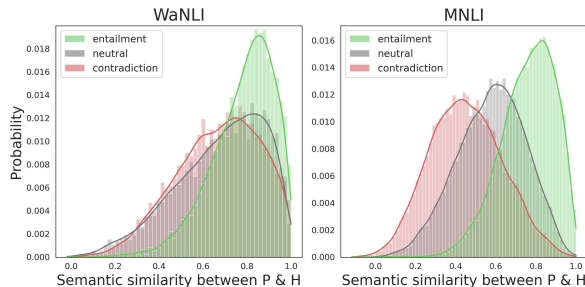 WaNLI
MNLI
Probability
0.018
0.016
0.014
0.012
0.010
0.008
0.006
0.004
0.002
0.000
entailment
neutral
contradiction
0.0 0.2 0.4 0.6 0.8 1.0
Semantic similarity between P & H
0.016
0.014
0.012
0.010
0.008
0.006
0.004
0.002
0.000
entailment
neutral
contradiction
0.0 0.2 0.4 0.6 0.8 1.0
Semantic similarity between P & H